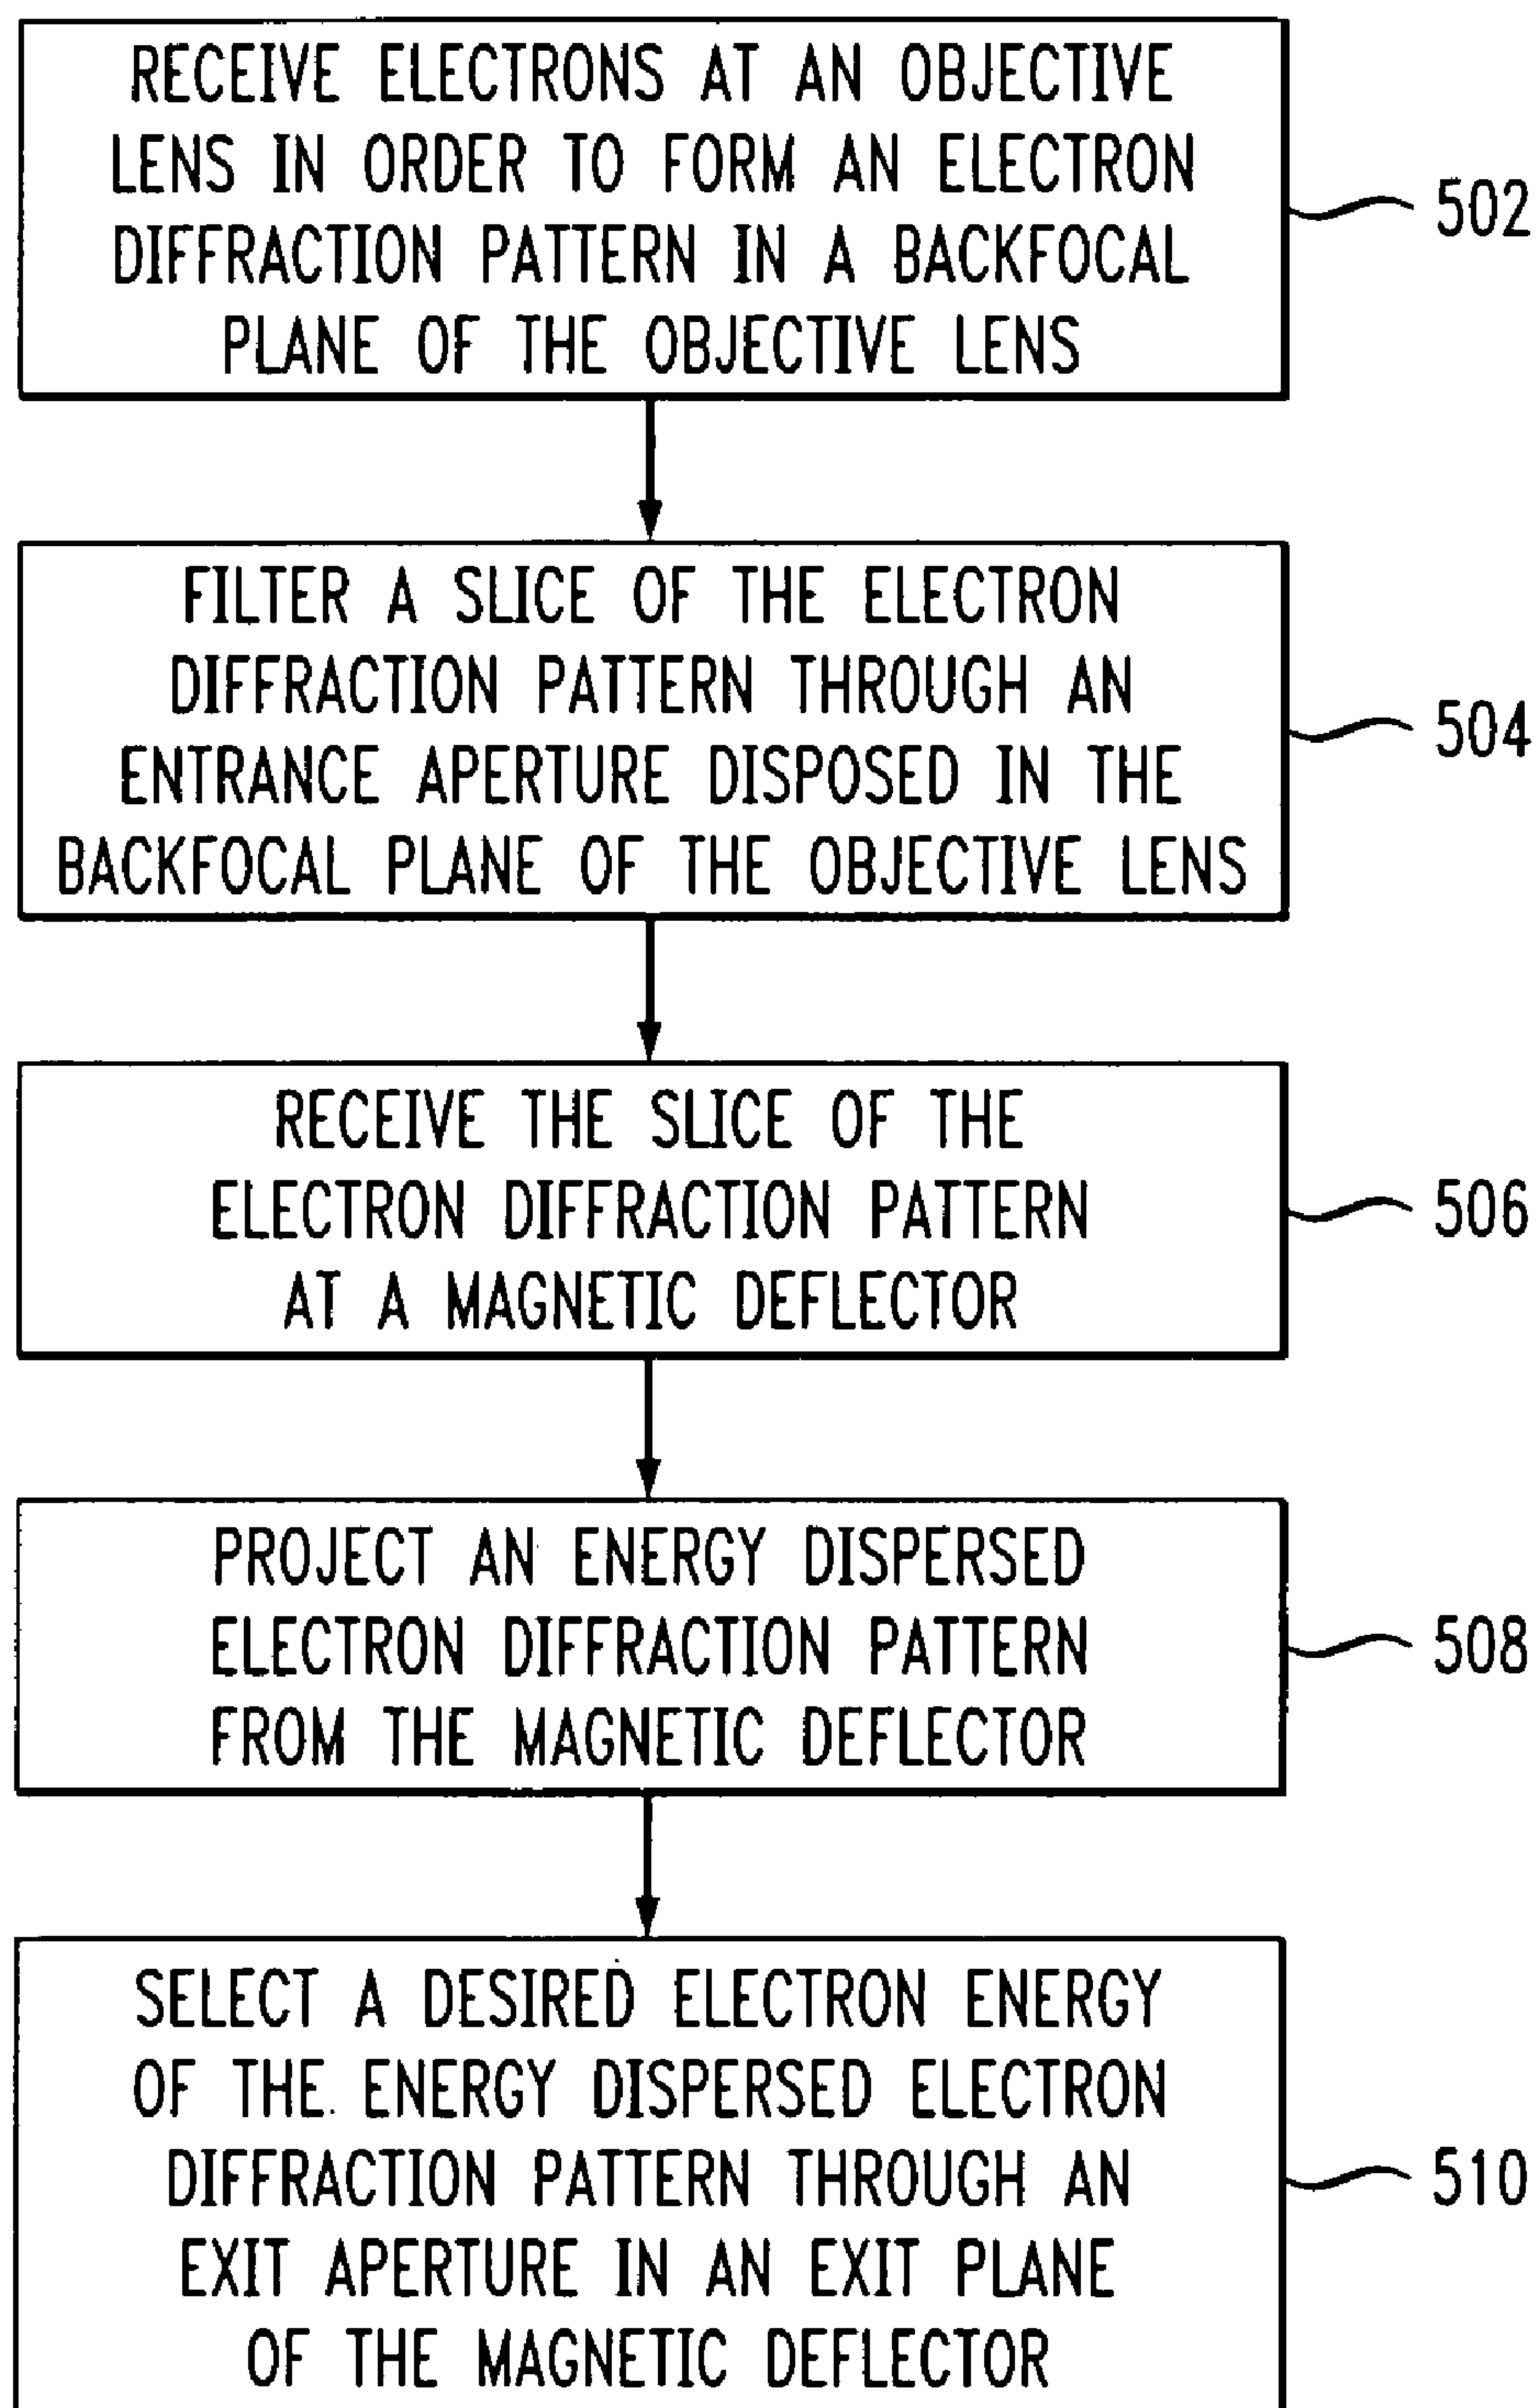 RECEIVE ELECTRONS AT AN OBJECTIVE
LENS IN ORDER TO FORM AN ELECTRON
DIFFRACTION PATTERN IN A BACKFOCAL
PLANE OF THE OBJECTIVE LENS
502
FILTER A SLICE OF THE ELECTRON
DIFFRACTION PATTERN THROUGH AN
ENTRANCE APERTURE DISPOSED IN THE
BACKFOCAL PLANE OF THE OBJECTIVE LENS
504
RECEIVE THE SLICE OF THE
ELECTRON DIFFRACTION PATTERN
AT A MAGNETIC DEFLECTOR
506
PROJECT AN ENERGY DISPERSED
ELECTRON DIFFRACTION PATTERN
FROM THE MAGNETIC DEFLECTOR
508
SELECT A DESIRED ELECTRON ENERGY
OF THE ENERGY DISPERSED ELECTRON
DIFFRACTION PATTERN THROUGH AN
EXIT APERTURE IN AN EXIT PLANE
OF THE MAGNETIC DEFLECTOR
510